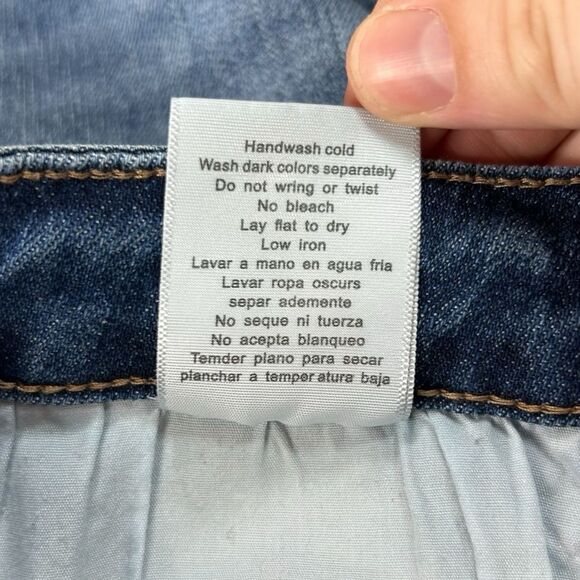 Handwash cold
Wash dark colors separately
Do not wring or twist
No bleach
Lay flat to dry
Low iron
Lavar a mano en agua fria
Lavar ropa oscurs
separ ademente
No seque ni tuerza
No acepta blanqueo
Temder plano para secar
planchar a temper atura baja